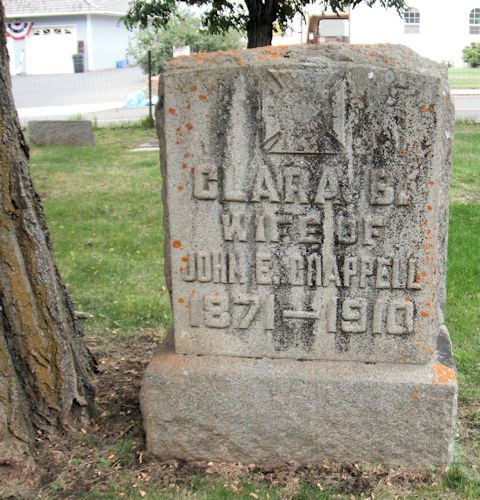 CLARA G.
WIFE OF
JOHN E. CHAPPELL
1871—1910